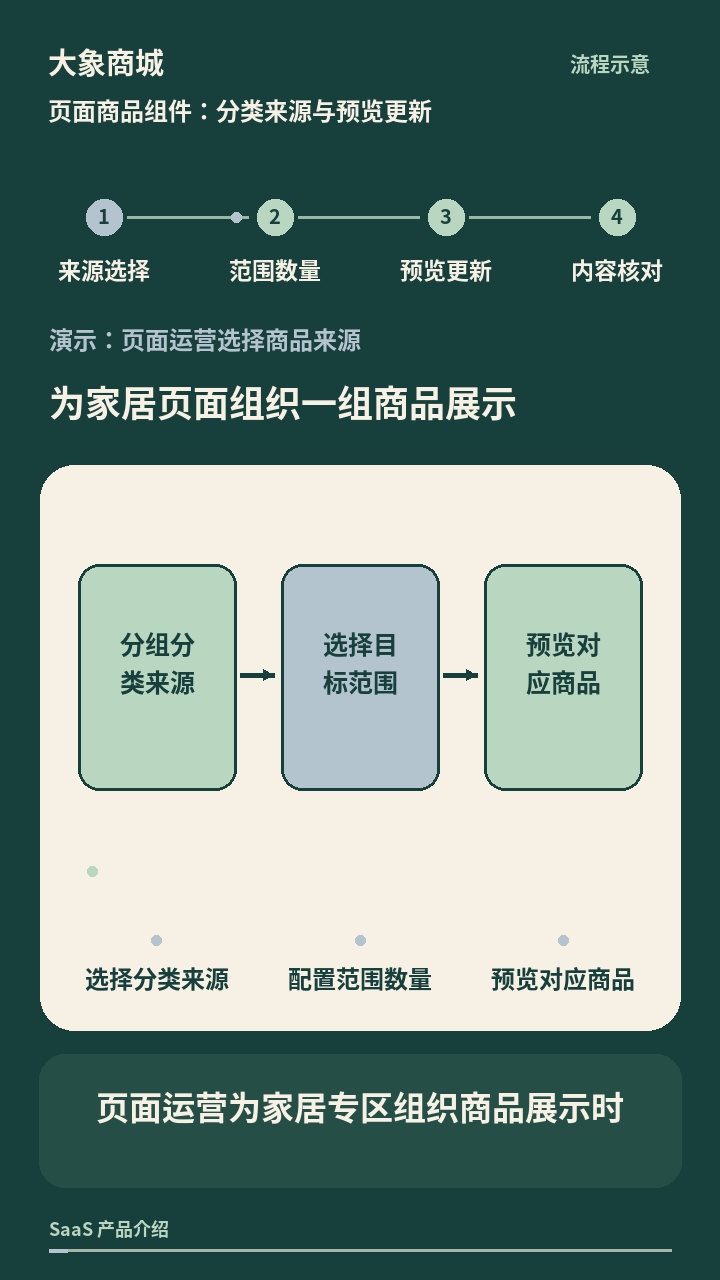 大象商城
流程示意
页面商品组件：分类来源与预览更新
1
2
3
4
来源选择
范围数量
预览更新
内容核对
演示：页面运营选择商品来源
为家居页面组织一组商品展示
分组分
类来源
选择目
标范围
预览对
应商品
选择分类来源
配置范围数量
预览对应商品
页面运营为家居专区组织商品展示时
SaaS 产品介绍